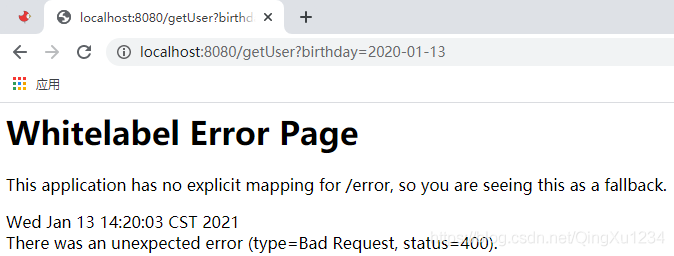 localhost:8080/getUser?birthd
localhost:8080/getUser?birthday=2020-01-13
应用
Whitelabel Error Page
This application has no explicit mapping for /error, so you are seeing this as a fallback.
Wed Jan 13 14:20:03 CST 2021
There was an unexpected error (type=Bad Request, status=400).
https://blog.csdn.net/QingXu1234